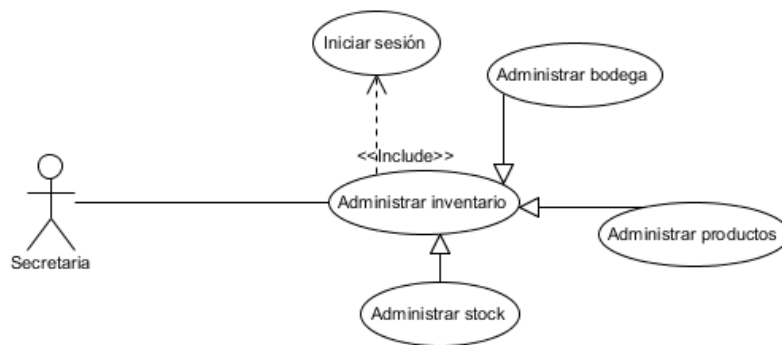 Iniciar sesión
Administrar bodega
<<Include>>
Administrar inventario
Administrar productos
Secretaria
Administrar stock